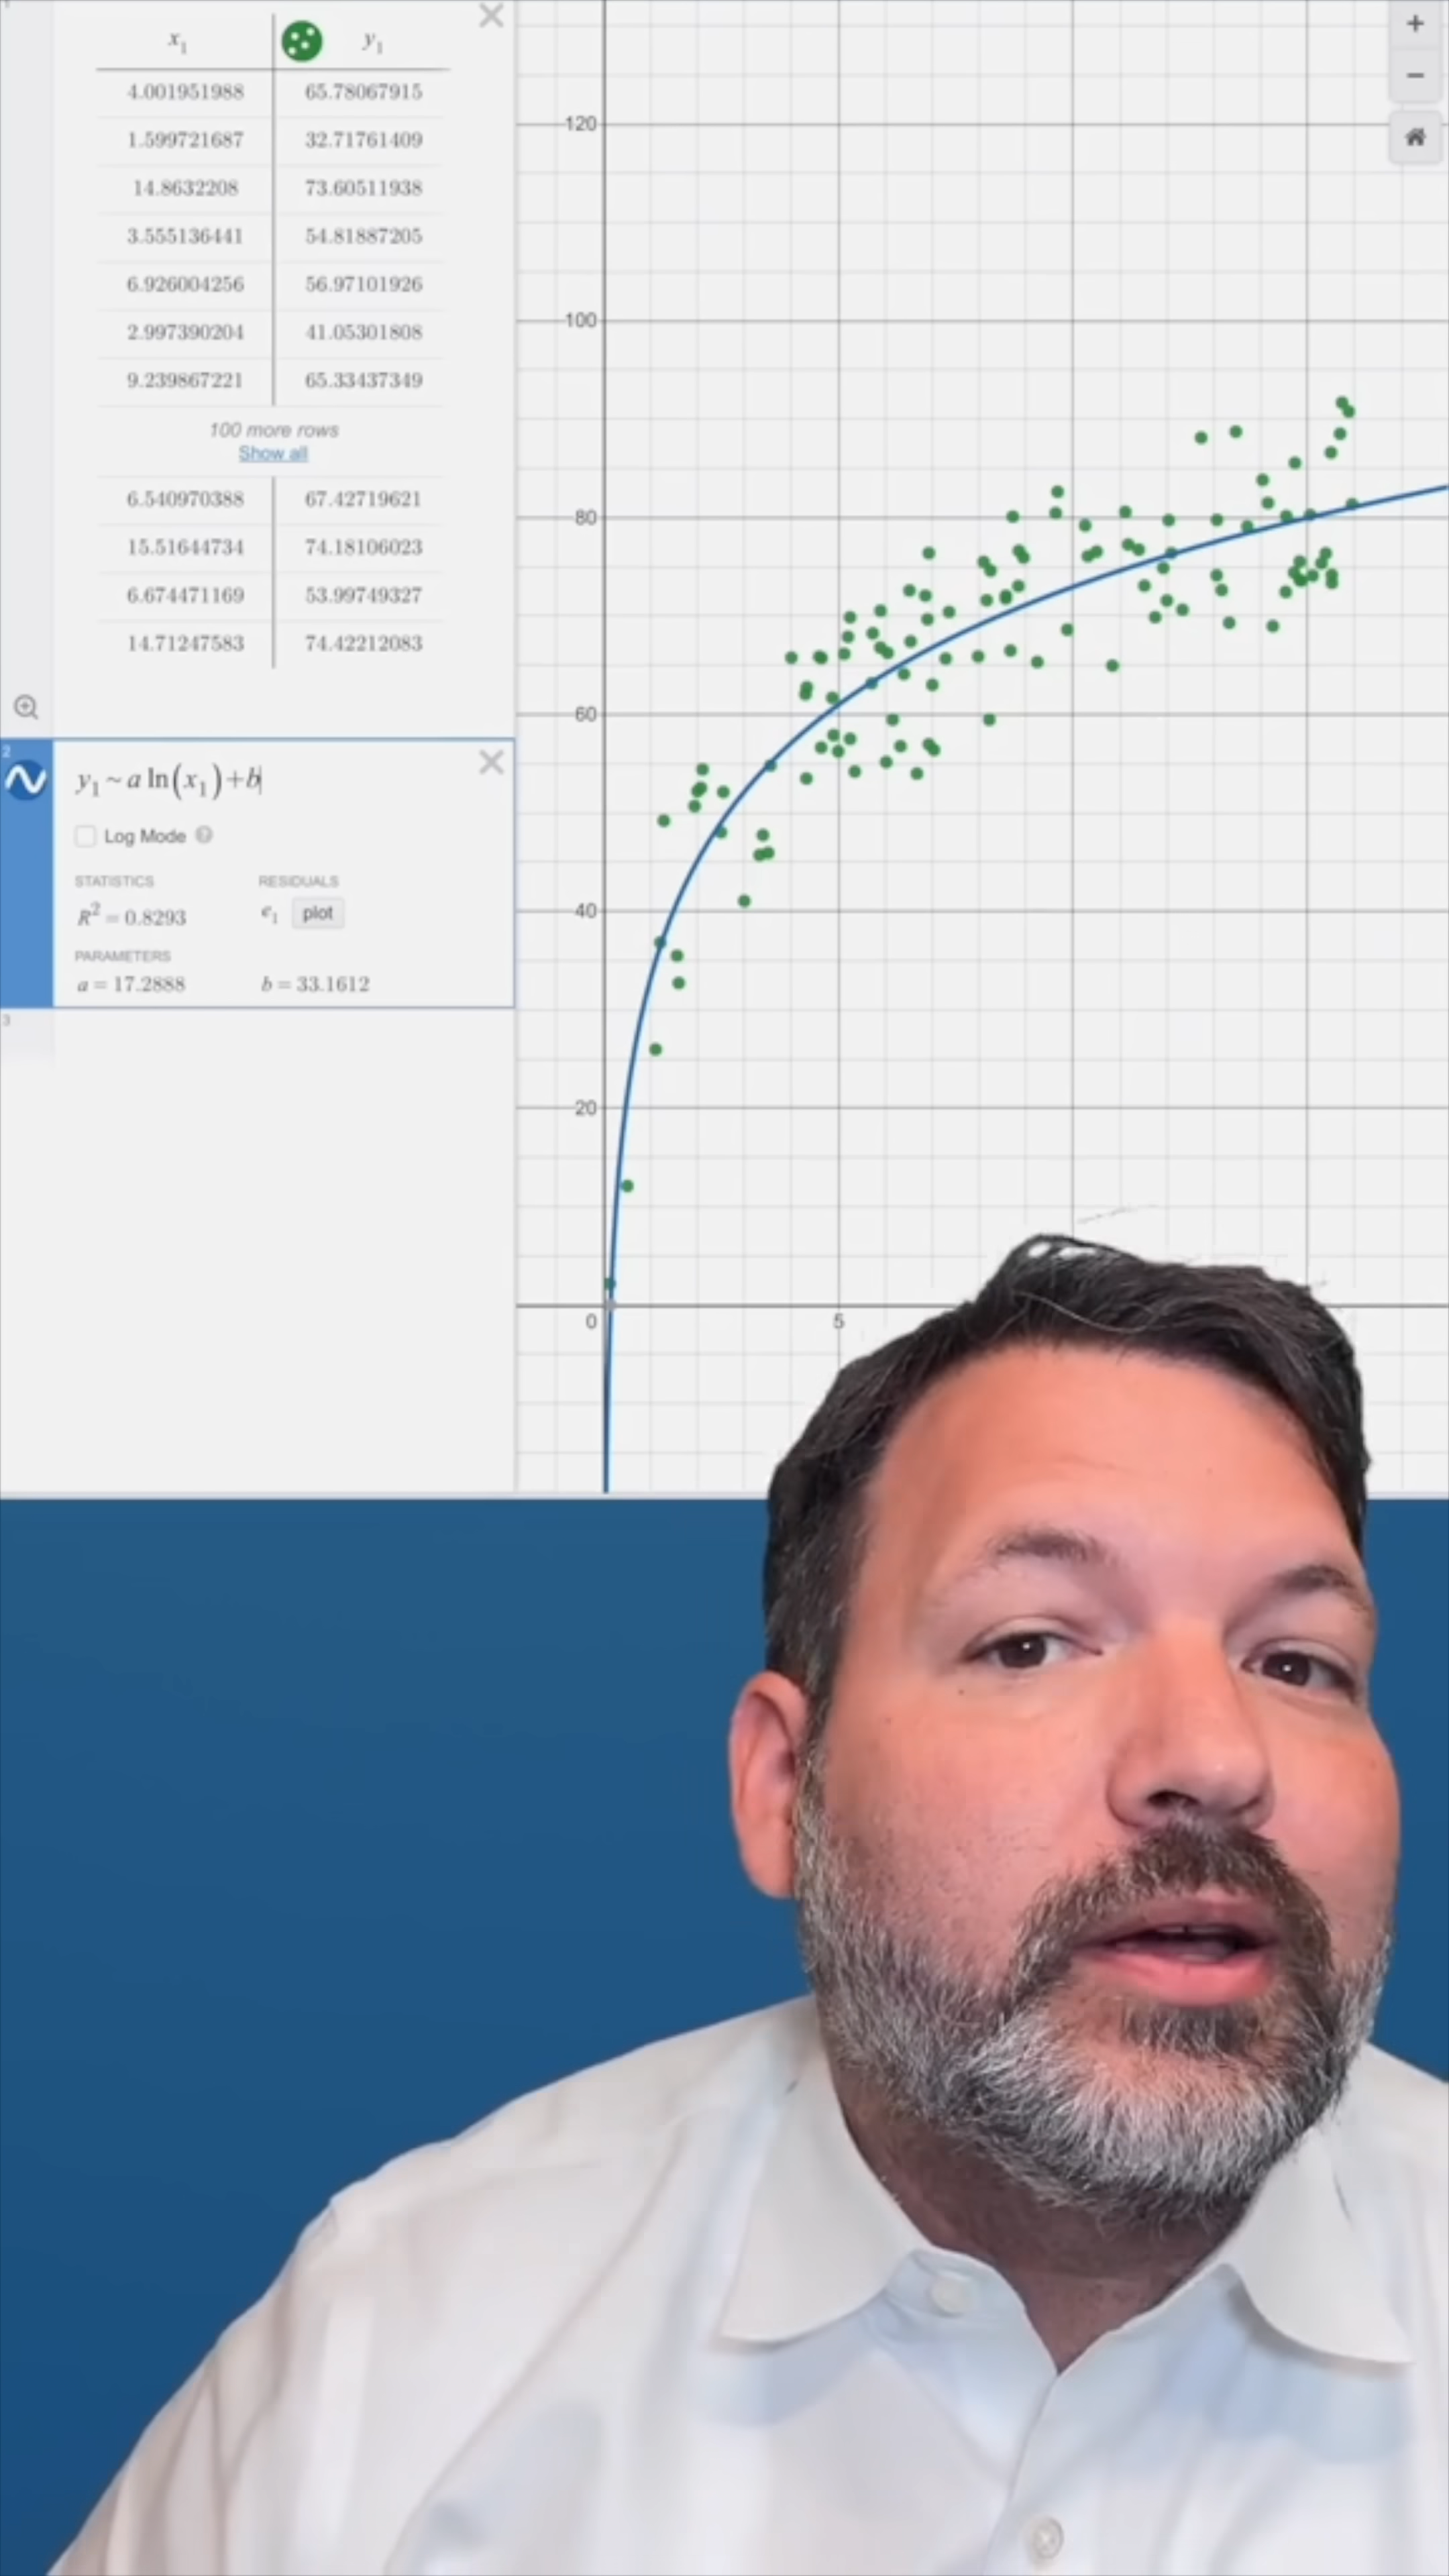 1
x₁ y₁
4.001951988 65.78067915
1.599721687 32.71761409
14.8632208 73.60511938
3.555136441 54.81887205
6.926004256 56.97101926
2.997390204 41.05301808
9.239867221 65.33437349
100 more rows
Show all
6.540970388 67.42719621
15.51644734 74.18106023
6.674471169 53.99749327
14.71247583 74.42212083
2
y₁ ~ a ln(x₁)+b
Log Mode ?
STATISTICS RESIDUALS
R² = 0.8293 e₁ plot
PARAMETERS
a = 17.2888 b = 33.1612
3
+
−
120
100
80
60
40
20
0 5